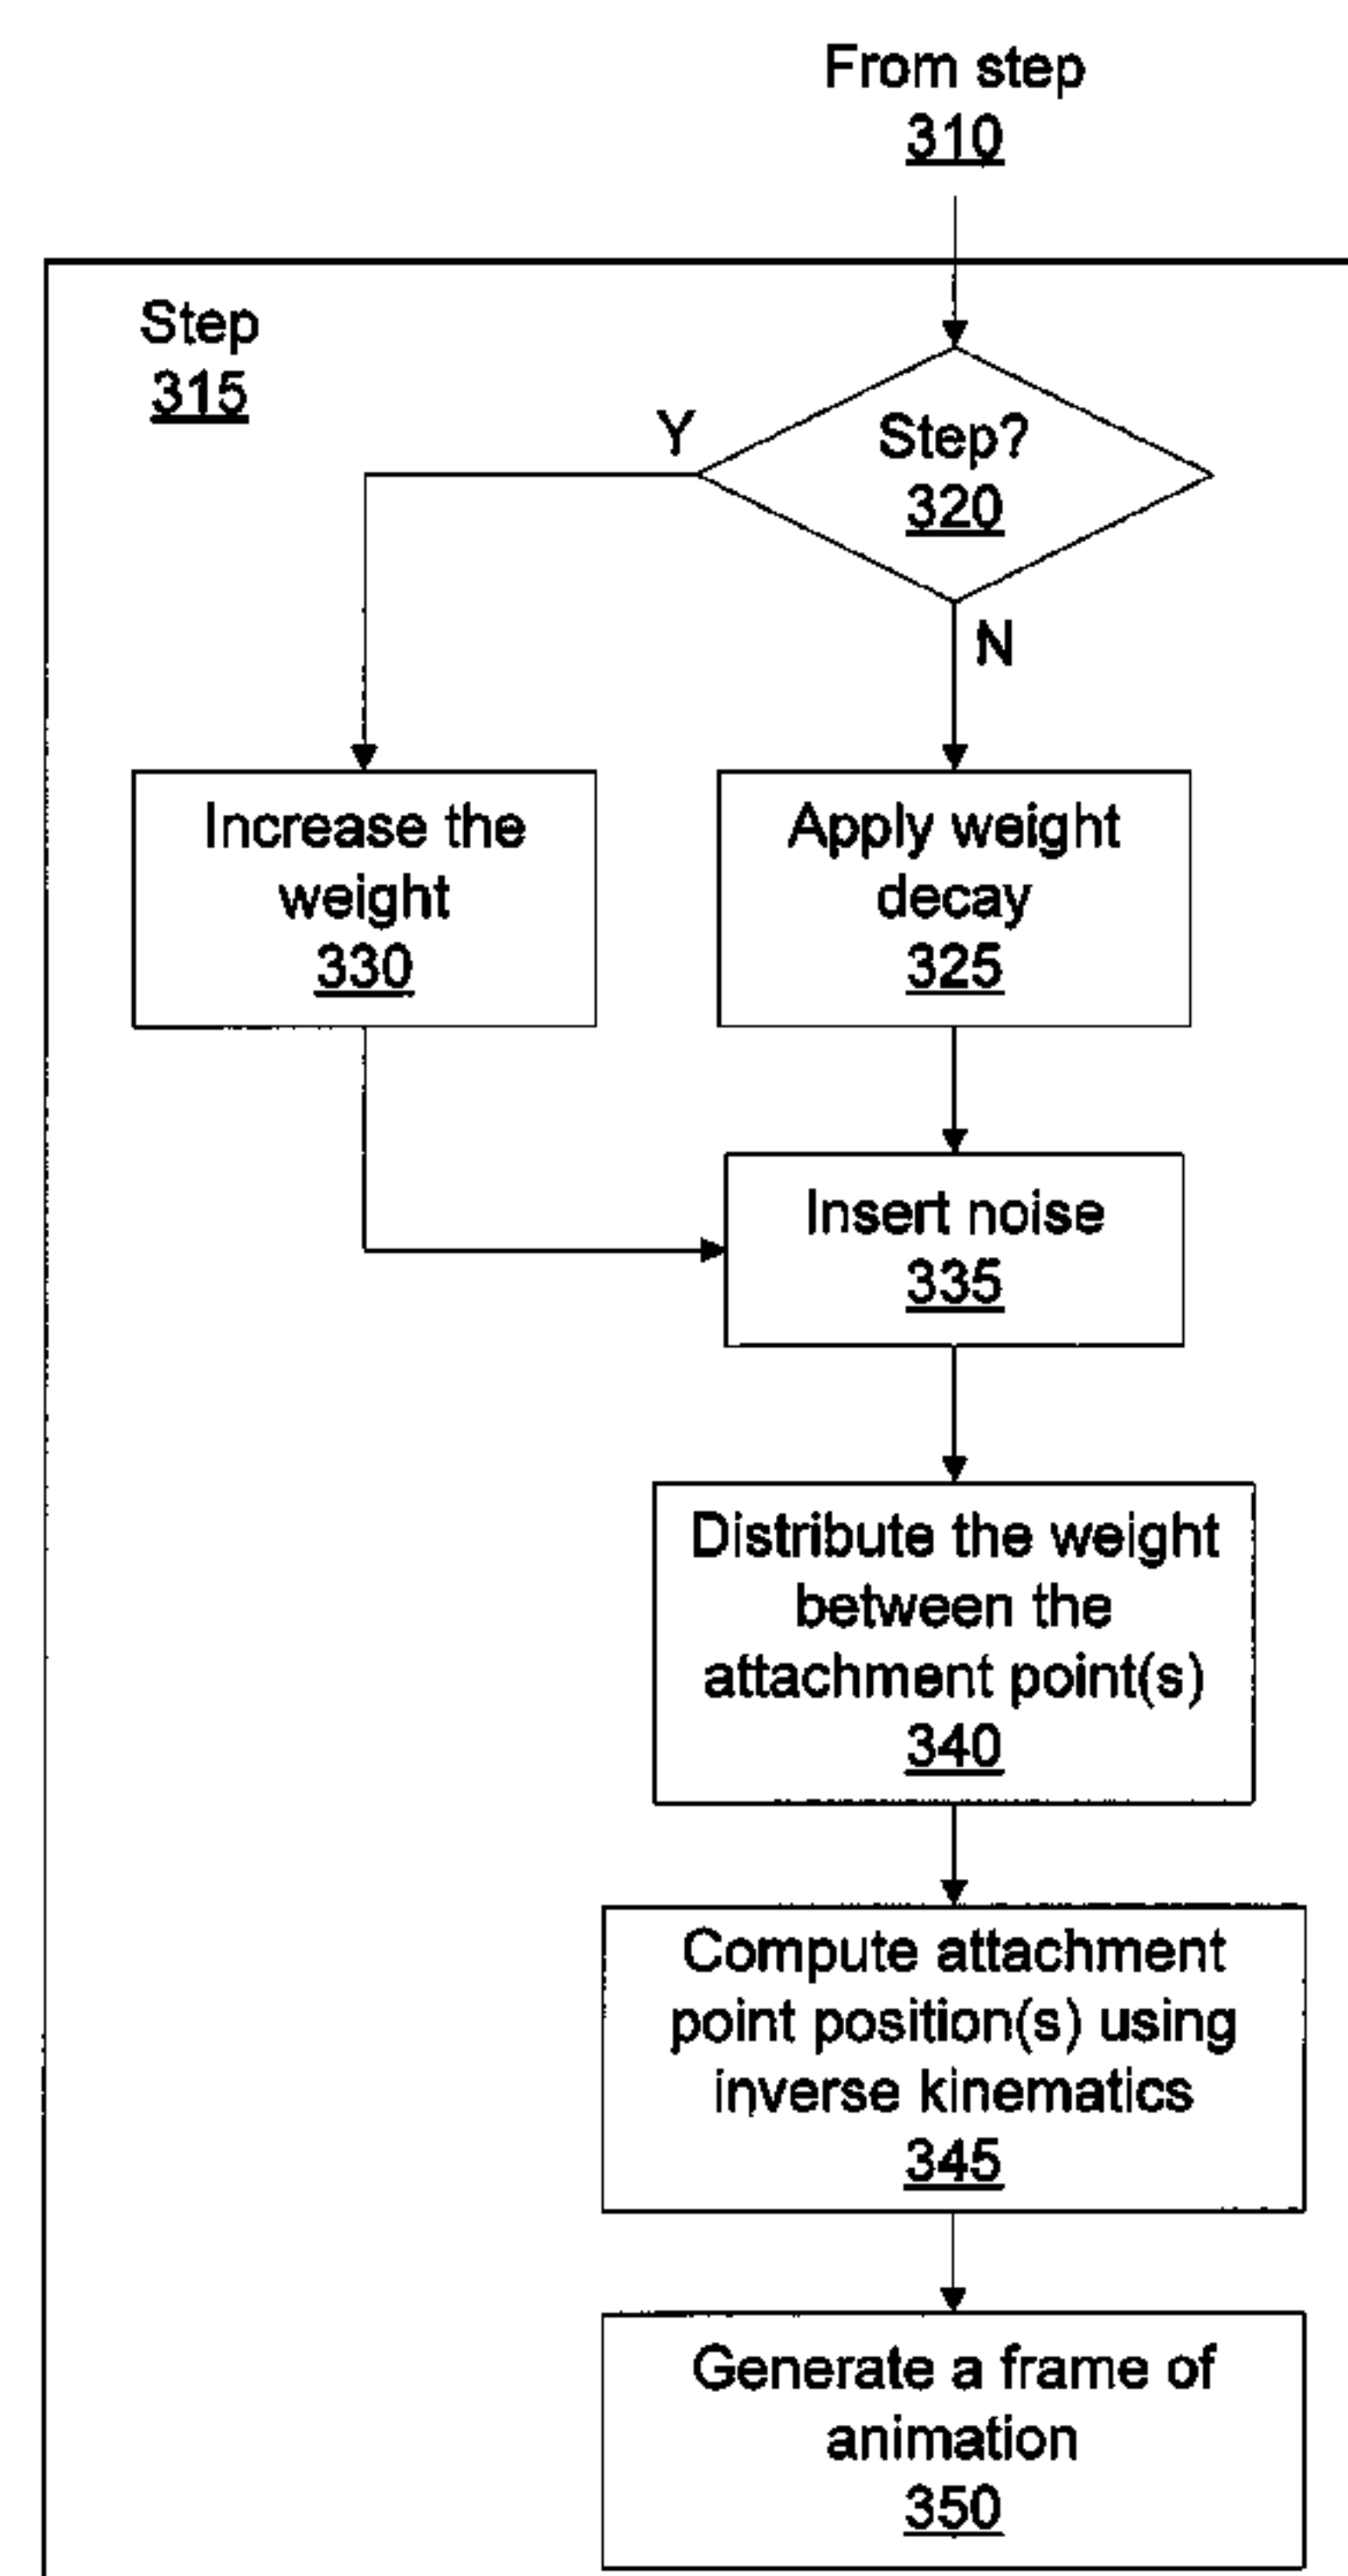 From step
310
Step
315
Y
Step?
320
N
Increase the
weight
330
Apply weight
decay
325
Insert noise
335
Distribute the weight
between the
attachment point(s)
340
Compute attachment
point position(s) using
inverse kinematics
345
Generate a frame of
animation
350